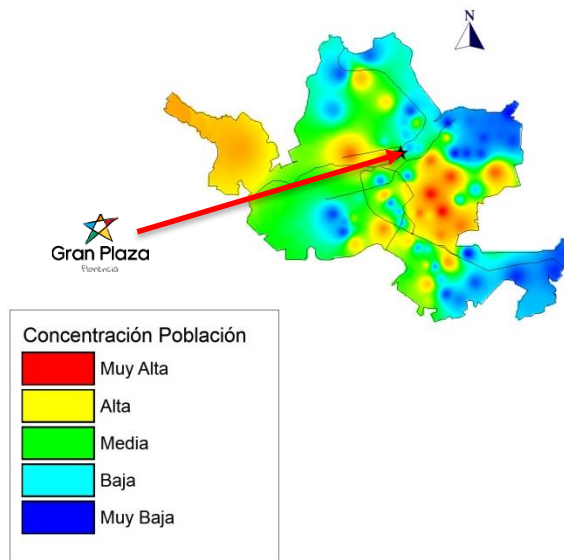 N
Gran Plaza
Florencia
Concentración Población
Muy Alta
Alta
Media
Baja
Muy Baja